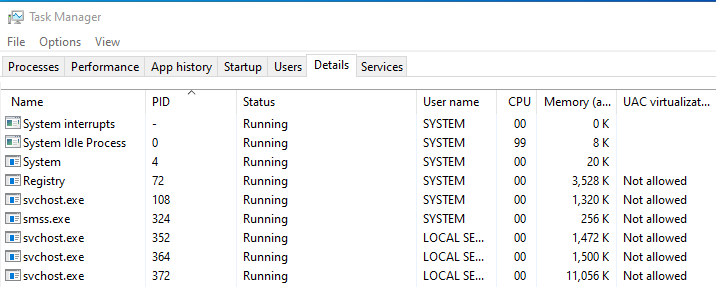 Task Manager
File Options View
Processes Performance App history Startup Users Details Services
Name PID Status User name CPU Memory (a... UAC virtualizat...
System interrupts - Running SYSTEM 00 0 K
System Idle Process 0 Running SYSTEM 99 8 K
System 4 Running SYSTEM 00 20 K
Registry 72 Running SYSTEM 00 3,528 K Not allowed
svchost.exe 108 Running SYSTEM 00 1,320 K Not allowed
smss.exe 324 Running SYSTEM 00 256 K Not allowed
svchost.exe 352 Running LOCAL SE... 00 1,472 K Not allowed
svchost.exe 364 Running LOCAL SE... 00 1,500 K Not allowed
svchost.exe 372 Running LOCAL SE... 00 11,056 K Not allowed